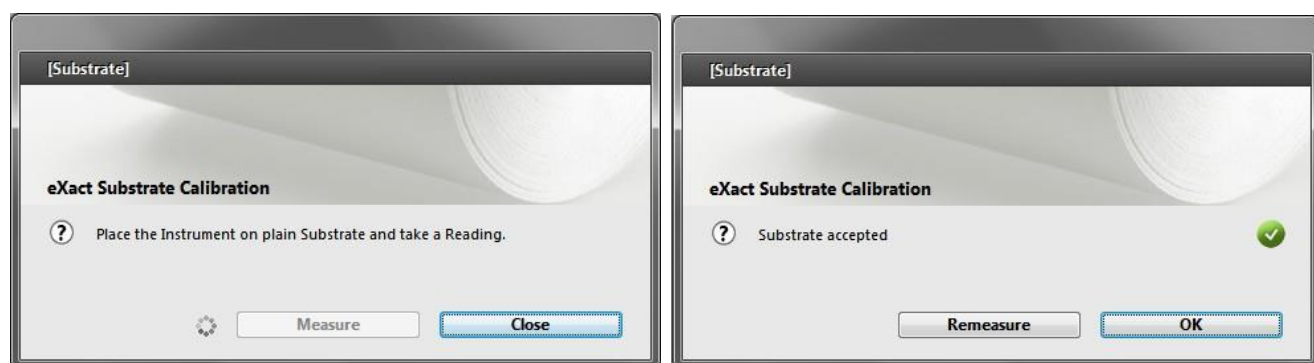 [Substrate]
eXact Substrate Calibration
? Place the Instrument on plain Substrate and take a Reading.
Measure Close
[Substrate]
eXact Substrate Calibration
? Substrate accepted
Remeasure OK